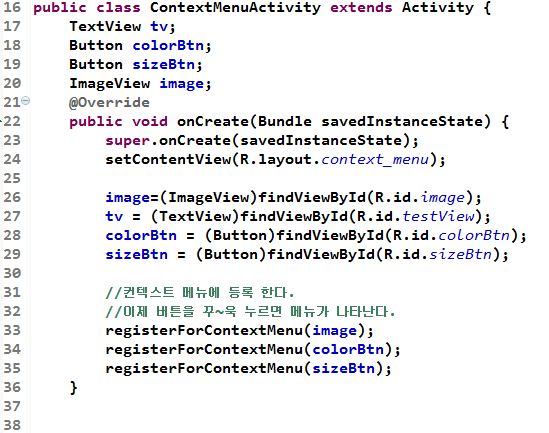 16 public class ContextMenuActivity extends Activity {
17 TextView tv;
18 Button colorBtn;
19 Button sizeBtn;
20 ImageView image;
21 @Override
22 public void onCreate(Bundle savedInstanceState) {
23 super.onCreate(savedInstanceState);
24 setContentView(R.layout.context_menu);
25
26 image=(ImageView)findViewById(R.id.image);
27 tv = (TextView)findViewById(R.id.testView);
28 colorBtn = (Button)findViewById(R.id.colorBtn);
29 sizeBtn = (Button)findViewById(R.id.sizeBtn);
30
31 //컨텍스트 메뉴에 등록 한다.
32 //이제 버튼을 꾸~욱 누르면 메뉴가 나타난다.
33 registerForContextMenu(image);
34 registerForContextMenu(colorBtn);
35 registerForContextMenu(sizeBtn);
36 }
37
38